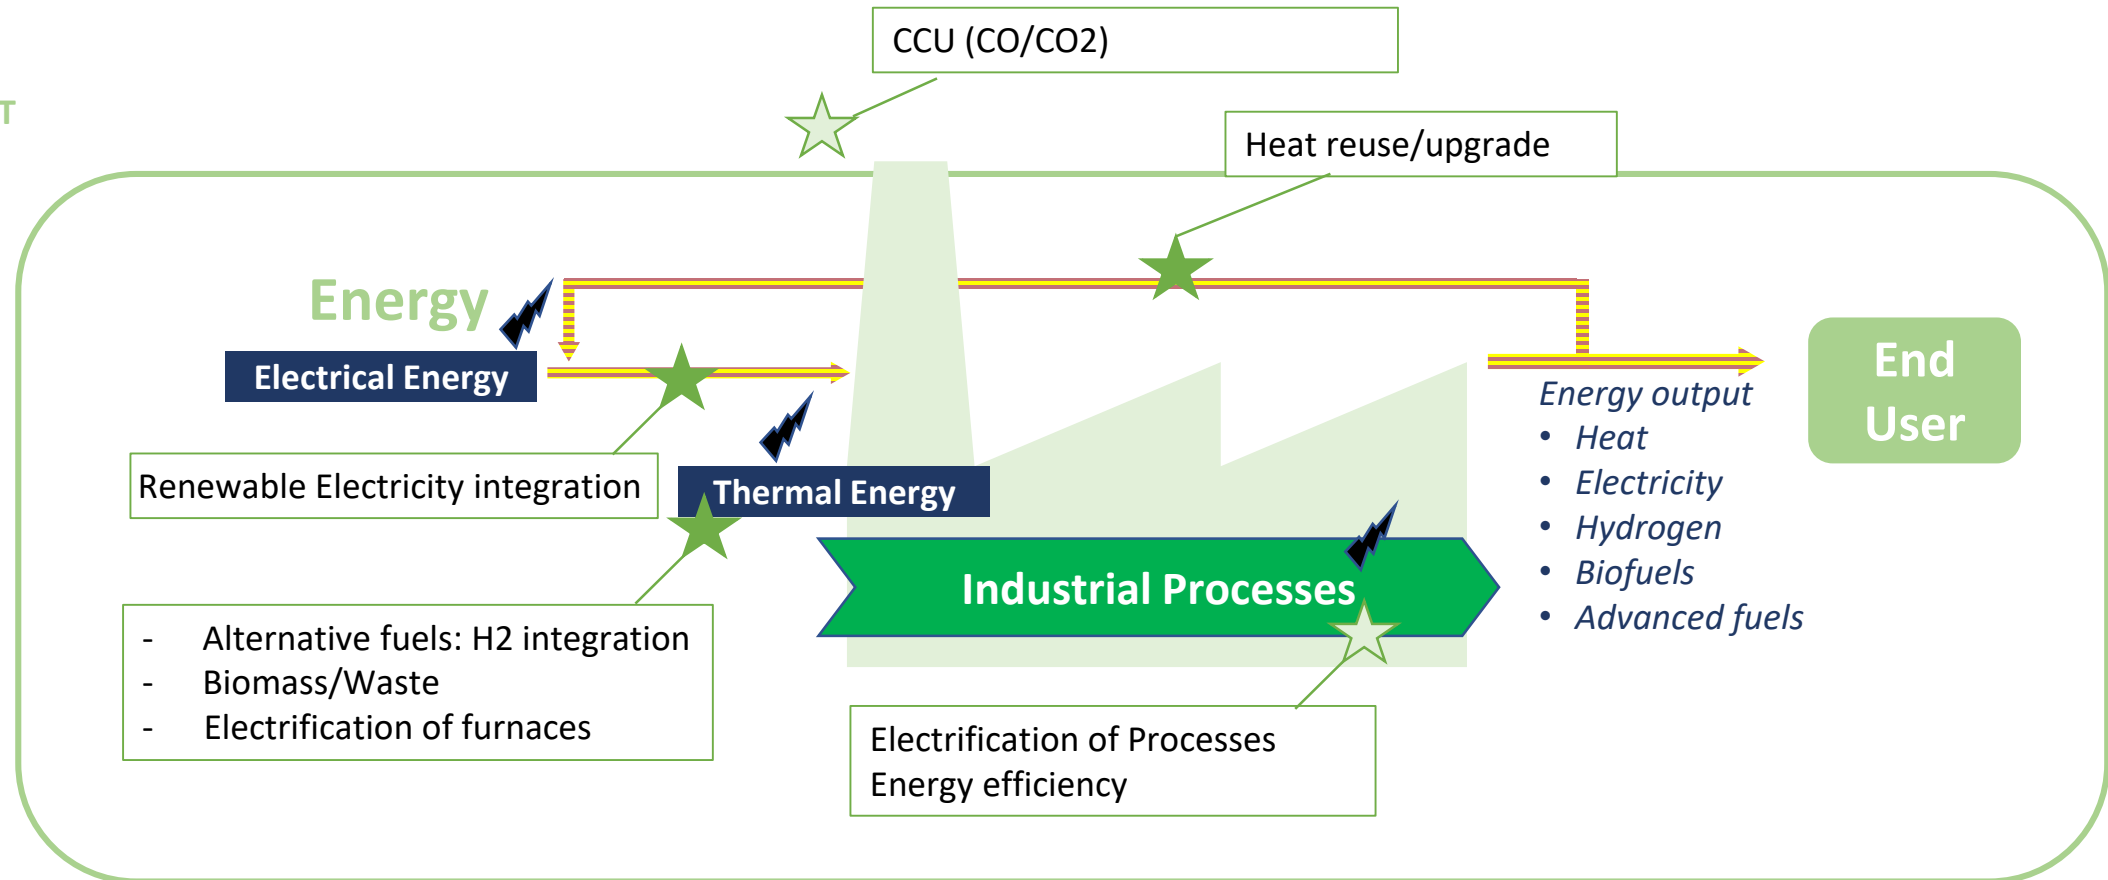 CCU (CO/CO2)
T
Heat reuse/upgrade
Energy
Electrical Energy
End
User
Energy output
• Heat
• Electricity
• Hydrogen
• Biofuels
• Advanced fuels
Renewable Electricity integration
Thermal Energy
Industrial Processes
- Alternative fuels: H2 integration
- Biomass/Waste
- Electrification of furnaces
Electrification of Processes
Energy efficiency